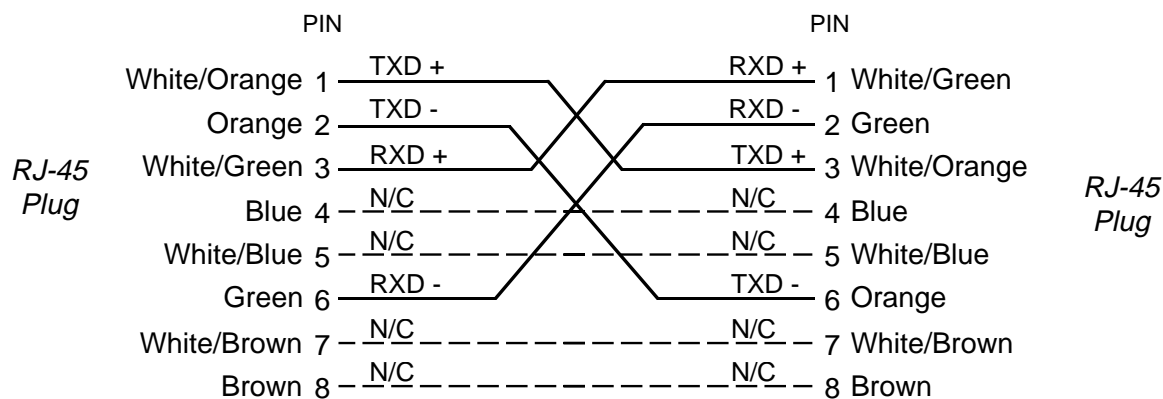 PIN PIN
White/Orange 1 TXD + RXD + 1 White/Green
Orange 2 TXD - RXD - 2 Green
White/Green 3 RXD + TXD + 3 White/Orange
RJ-45
Plug
Blue 4 N/C N/C 4 Blue
RJ-45
Plug
White/Blue 5 N/C N/C 5 White/Blue
Green 6 RXD - TXD - 6 Orange
White/Brown 7 N/C N/C 7 White/Brown
Brown 8 N/C N/C 8 Brown